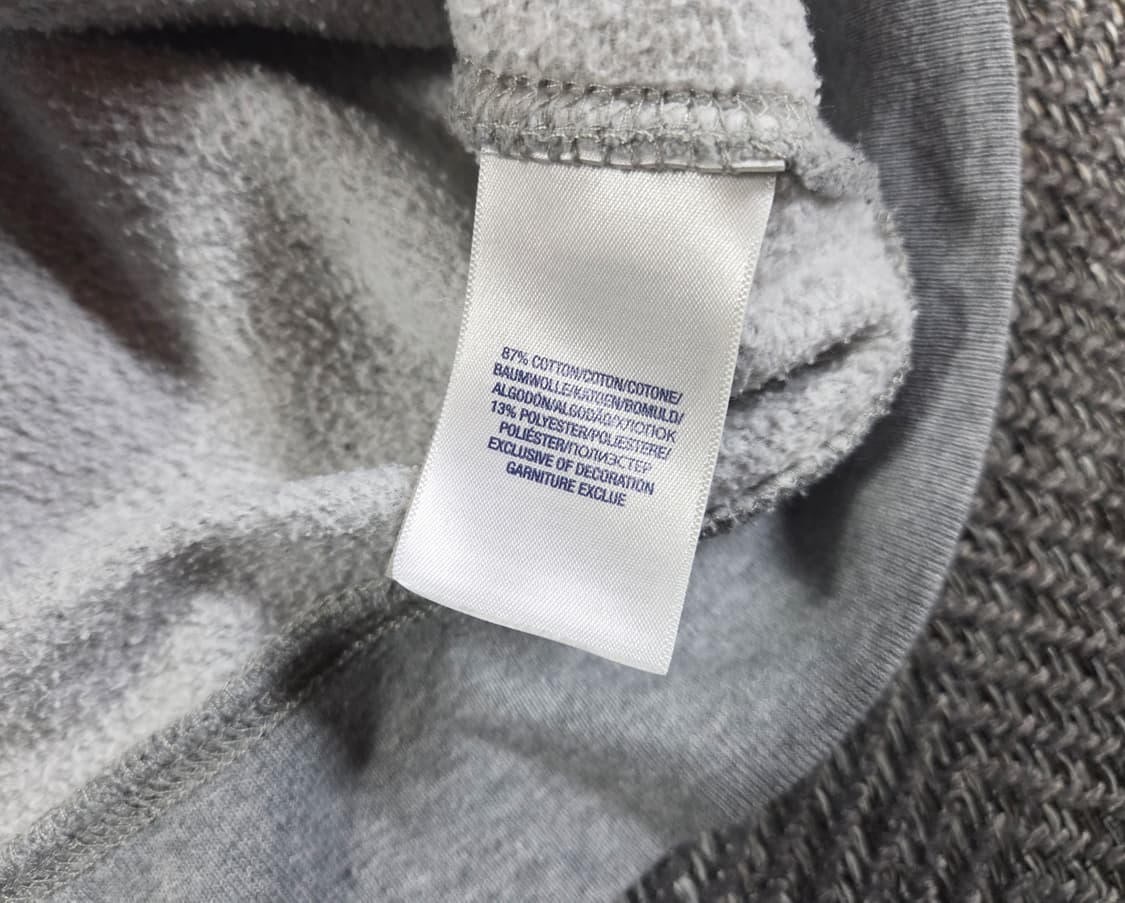 87% COTTON/COTON/COTONE/
BAUMWOLLE/KATOEN/BOMULD/
ALGODÓN/ALGODÃO/ХЛОПОК
13% POLYESTER/POLIESTERE/
POLIÉSTER/ПОЛИЭСТЕР
EXCLUSIVE OF DECORATION
GARNITURE EXCLUE